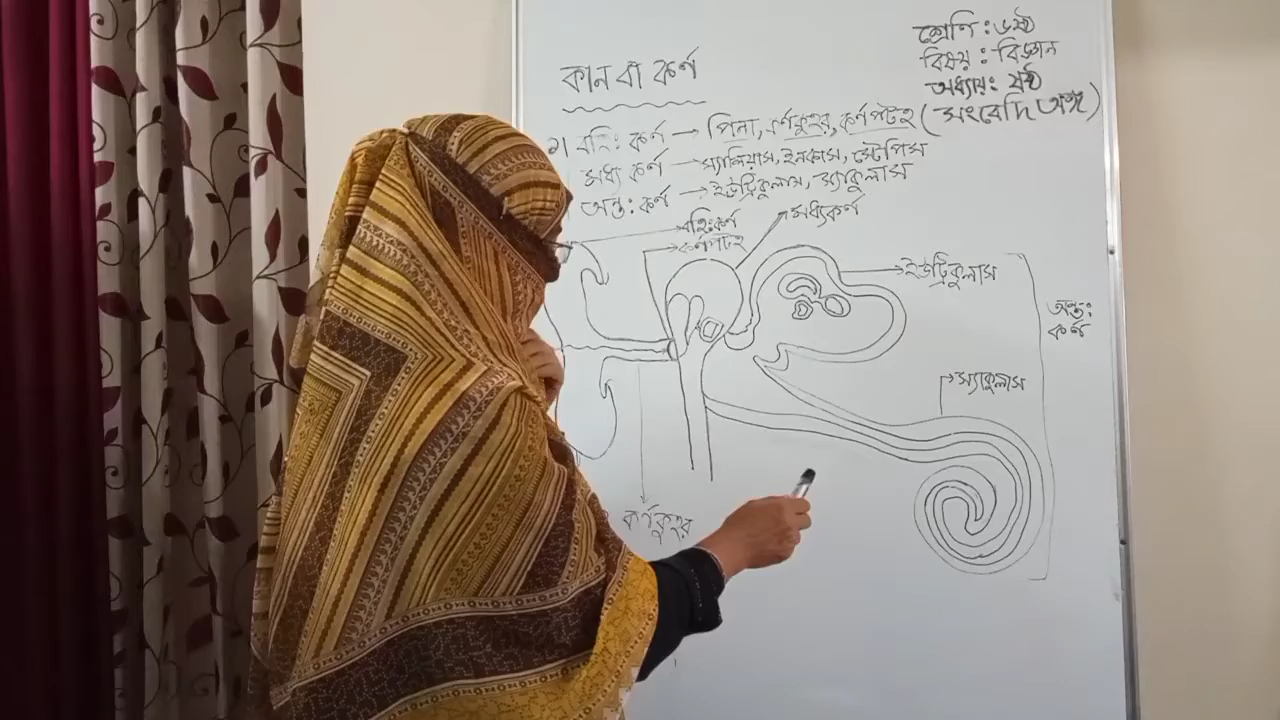 শ্রেণি : ৬ষ্ঠ
বিষয় : বিজ্ঞান
অধ্যায়: ষষ্ঠ
(সংবেদি অঙ্গ)
কান বা কর্ণ
১। বহিঃ কর্ণ → পিনা, কর্ণকুহর, কর্ণপটহ
মধ্য কর্ণ → ম্যালিয়াস, ইনকাস, স্টেপিস
অন্ত: কর্ণ → ইউট্রিকুলাস, স্যাকুলাস
বহি:কর্ণ
কর্ণপটহ
মধ্যকর্ণ
ইউট্রিকুলাস
অন্ত:
কর্ণ
স্যাকুলাস
কর্ণকুহর